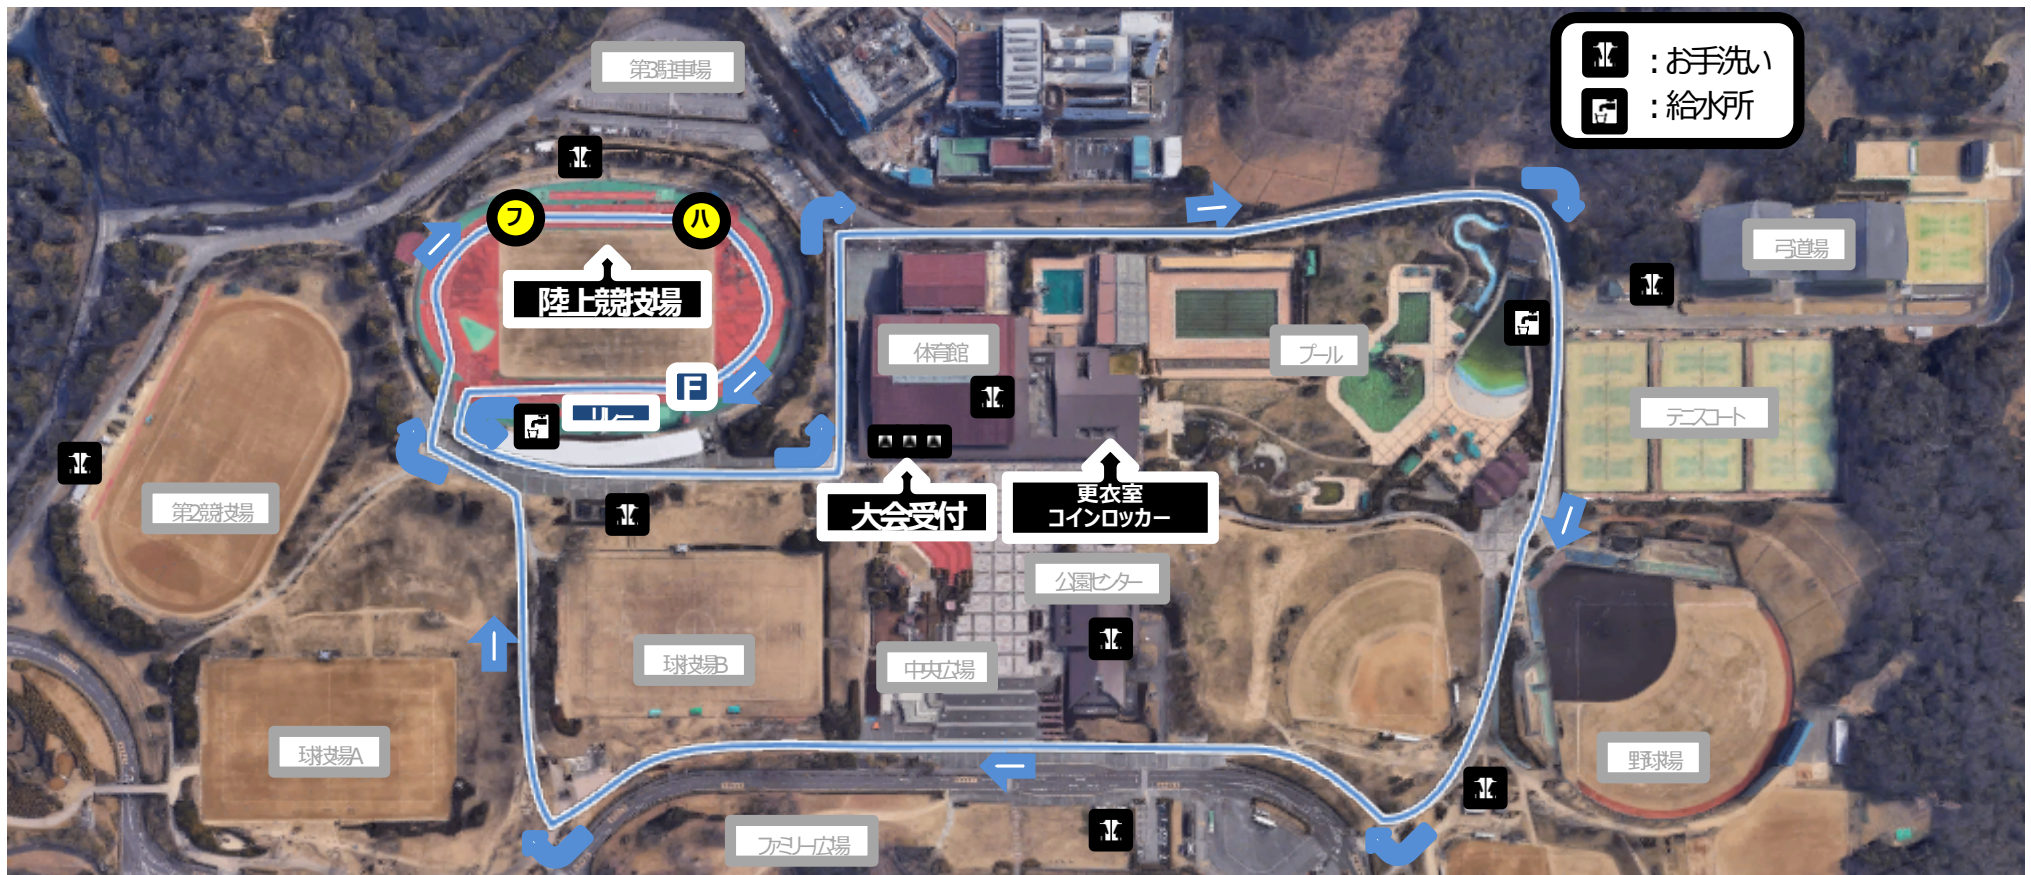 第3駐車場
：お手洗い
：給水所
フ
ハ
陸上競技場
弓道場
体育館
プール
F
リレー
テニスコート
第2競技場
大会受付
更衣室
コインロッカー
公園センター
球技場B
中央広場
球技場A
野球場
ファミリー広場